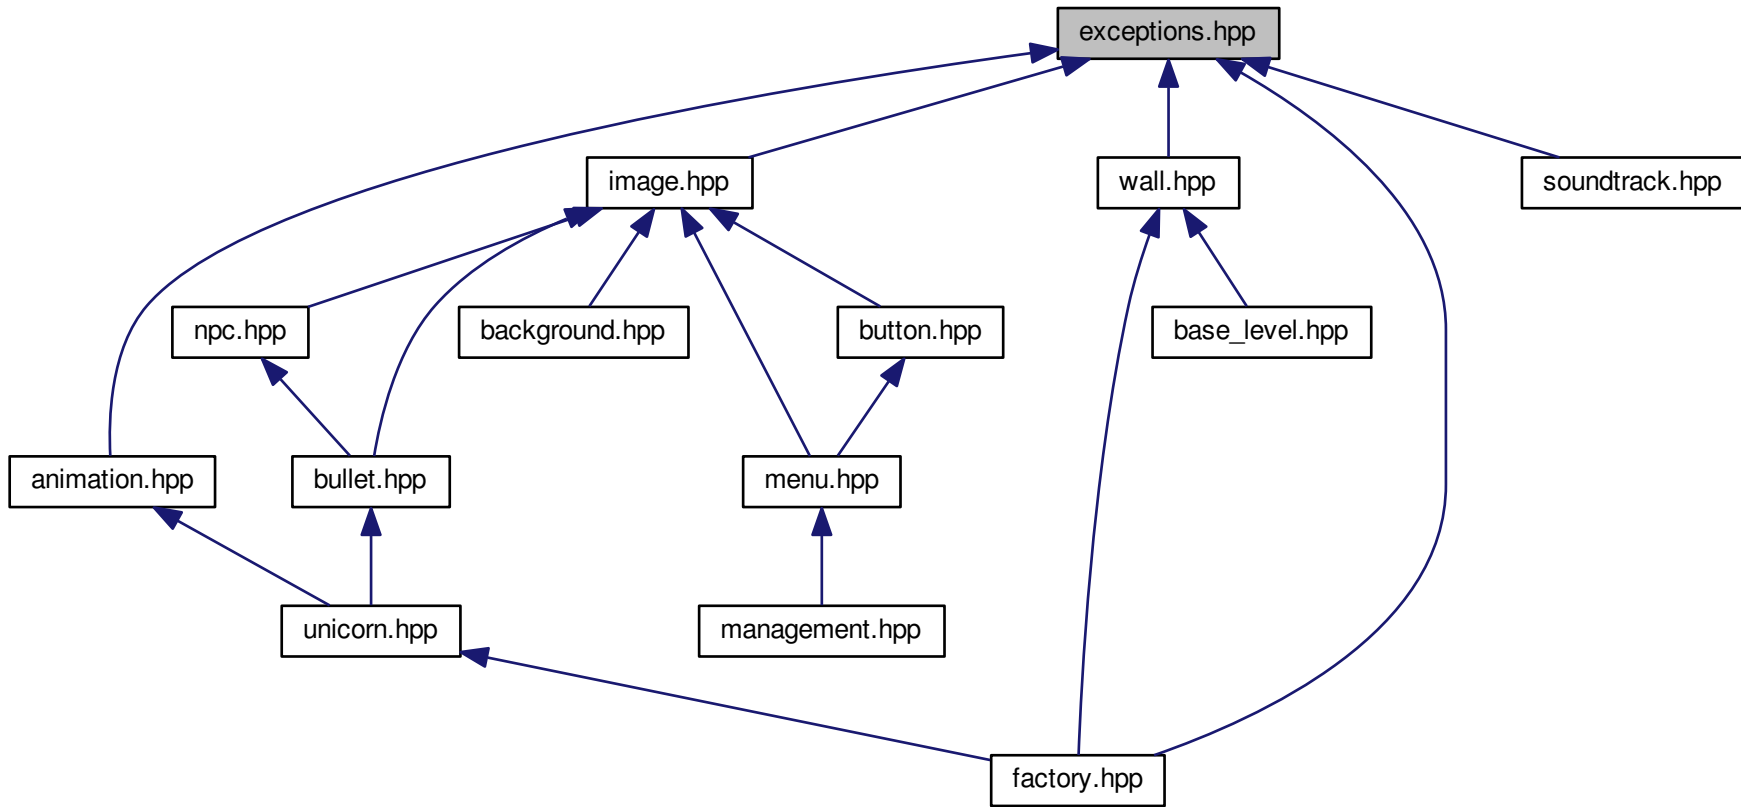 exceptions.hpp
image.hpp
wall.hpp
soundtrack.hpp
npc.hpp
background.hpp
button.hpp
base_level.hpp
animation.hpp
bullet.hpp
menu.hpp
unicorn.hpp
management.hpp
factory.hpp